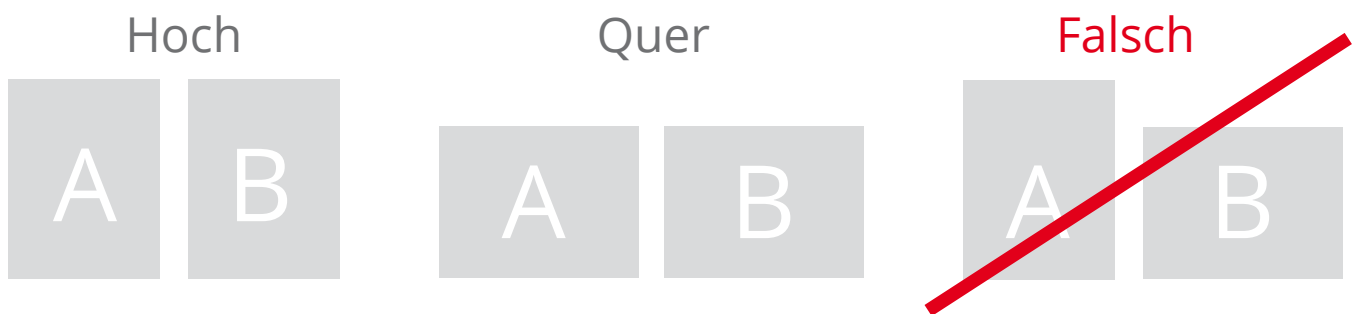 Hoch
Quer
Falsch
A B
A B
A B